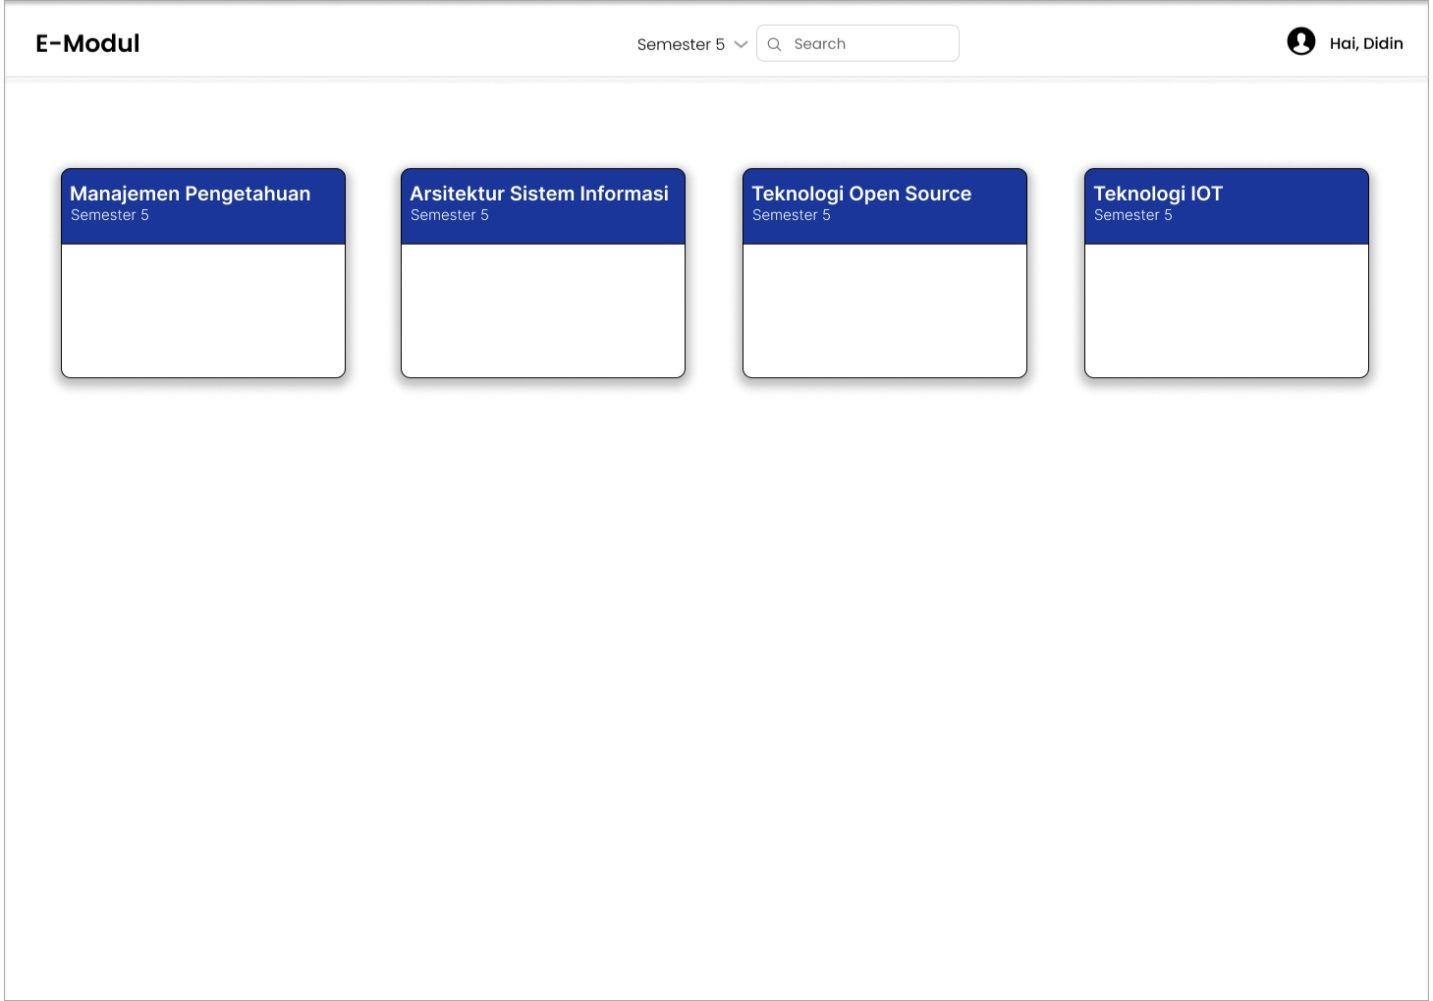 E-Modul
Semester 5
Search
Hai, Didin
Manajemen Pengetahuan
Semester 5
Arsitektur Sistem Informasi
Semester 5
Teknologi Open Source
Semester 5
Teknologi IOT
Semester 5